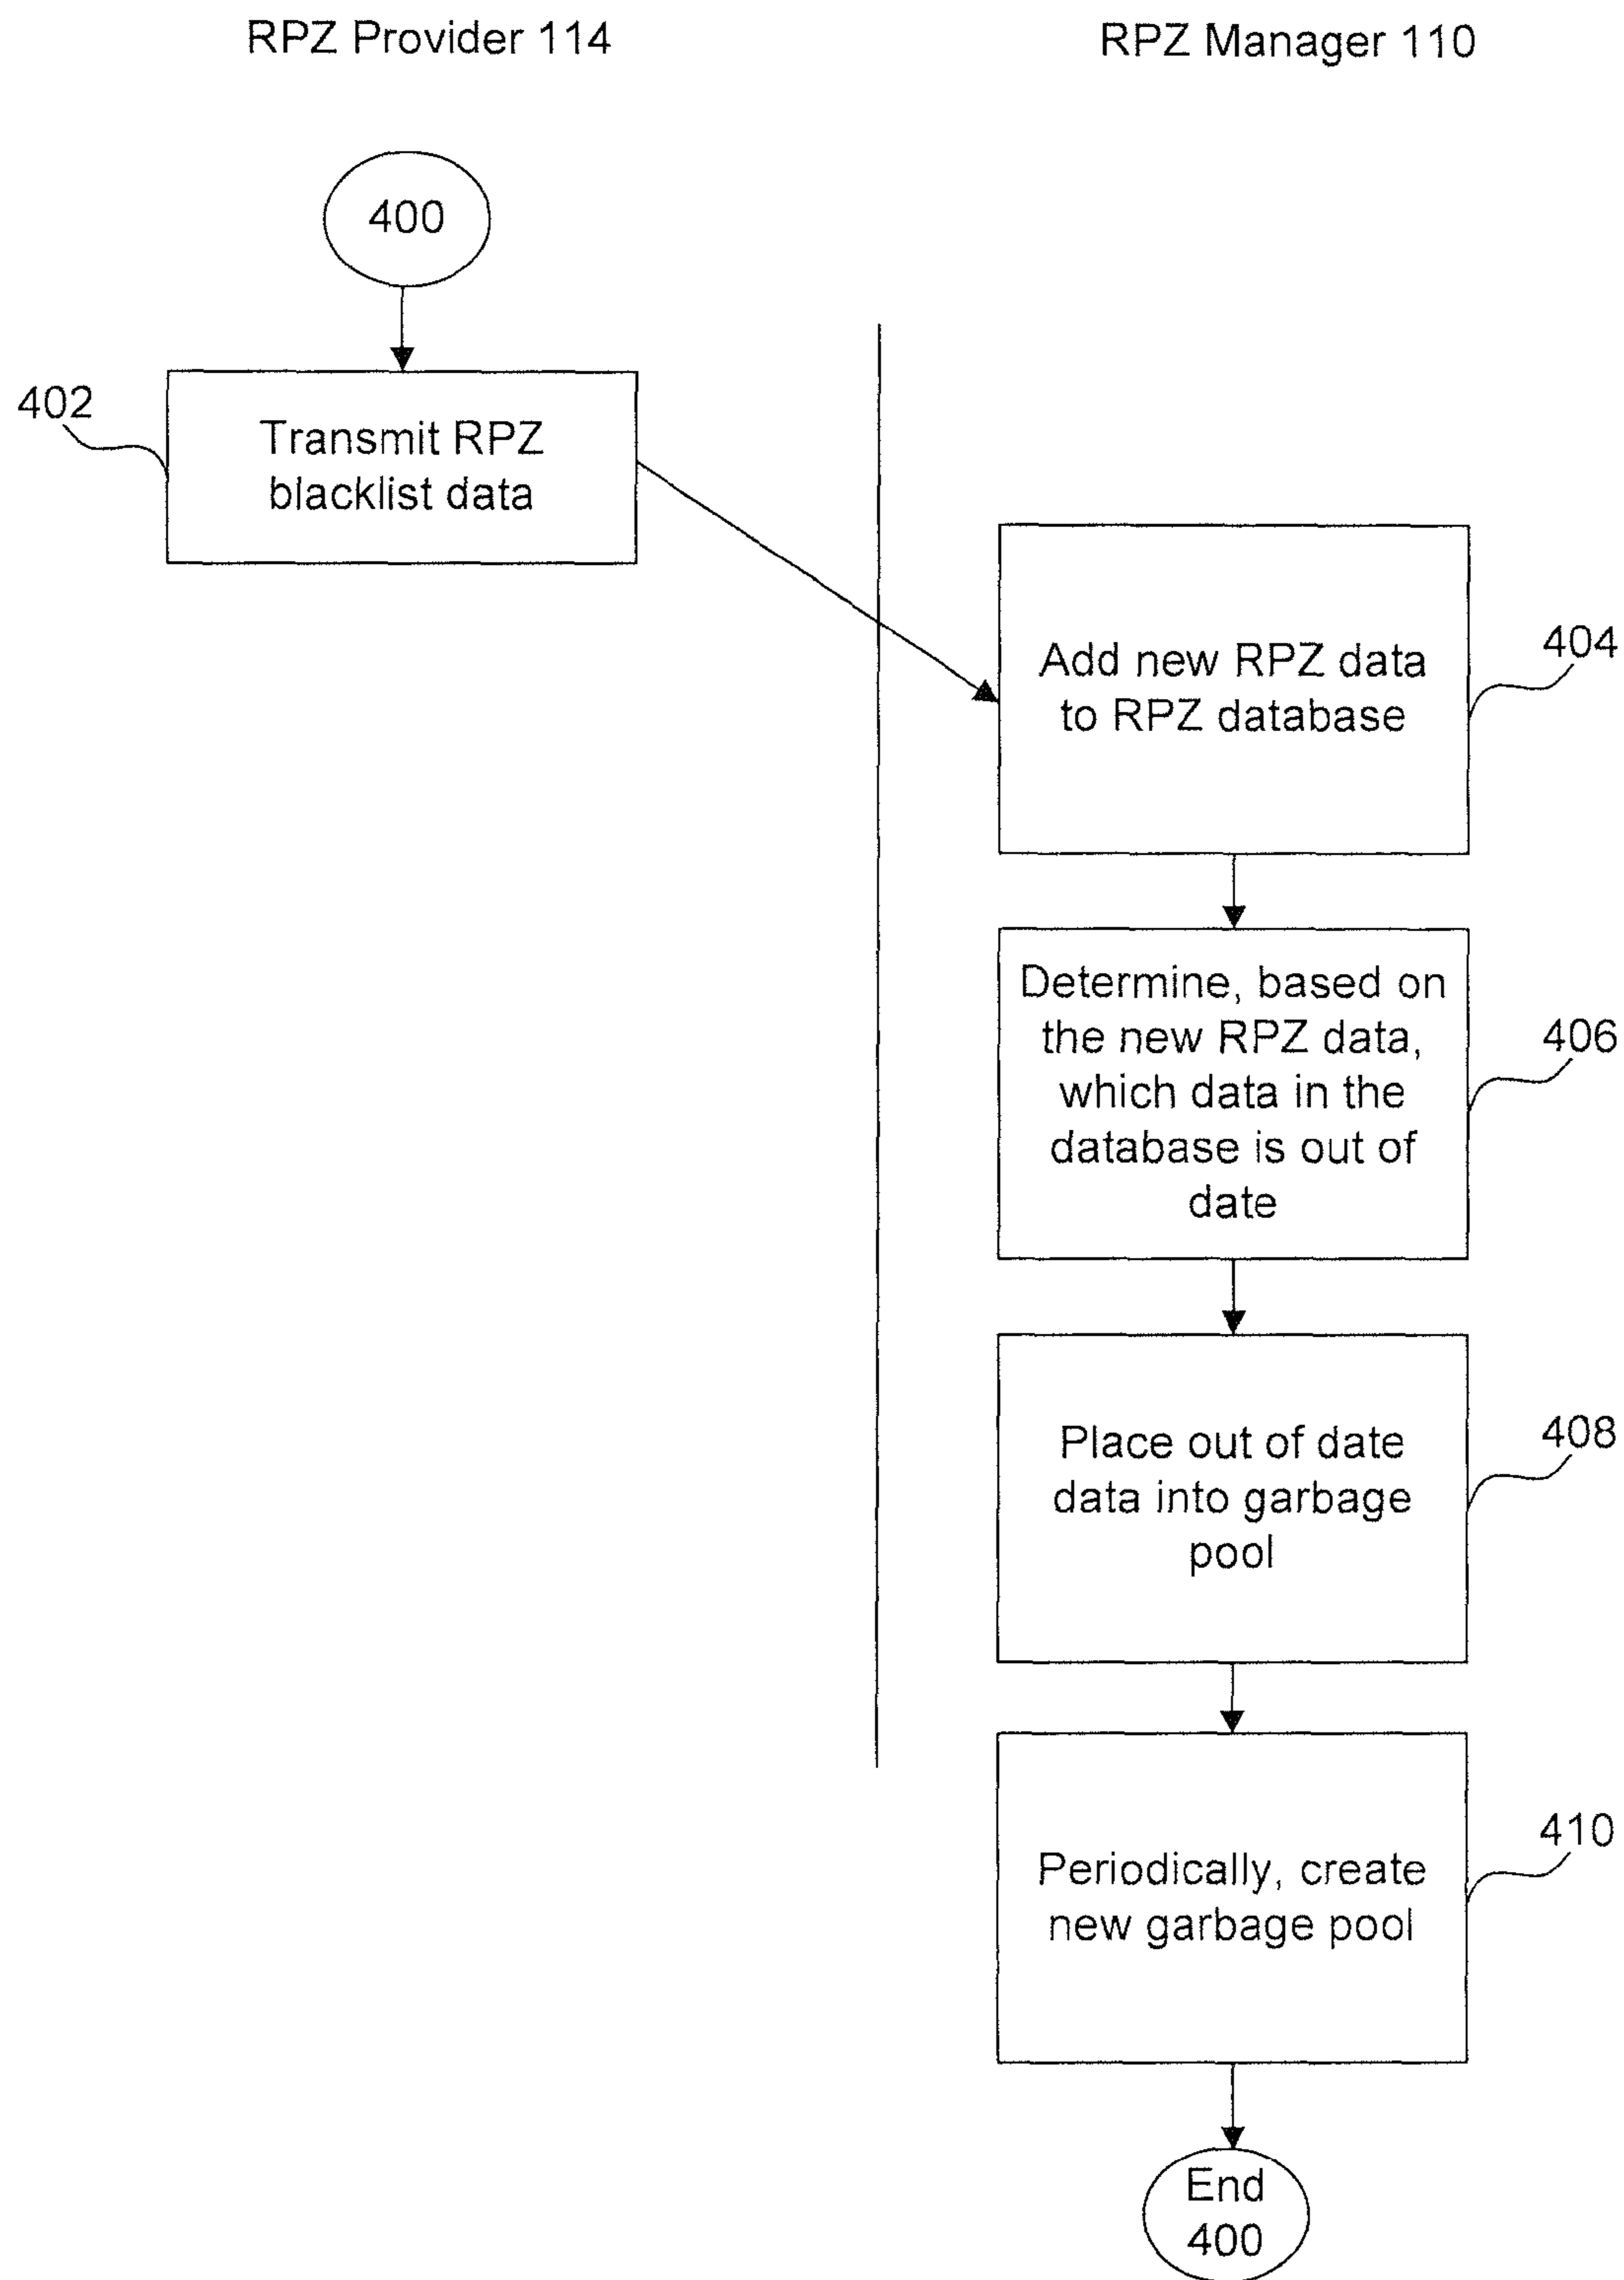 RPZ Provider 114
RPZ Manager 110
400
402
Transmit RPZ
blacklist data
Add new RPZ data
to RPZ database
404
Determine, based on
the new RPZ data,
which data in the
database is out of
date
406
Place out of date
data into garbage
pool
408
Periodically, create
new garbage pool
410
End
400